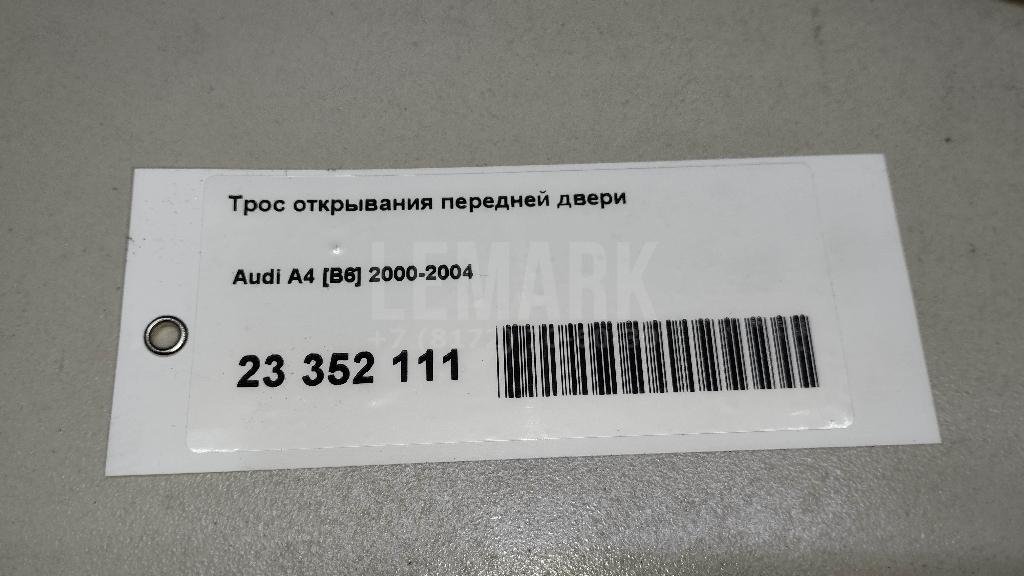 Трос открывания передней двери
Audi A4 [B6] 2000-2004
LEMARK
23 352 111